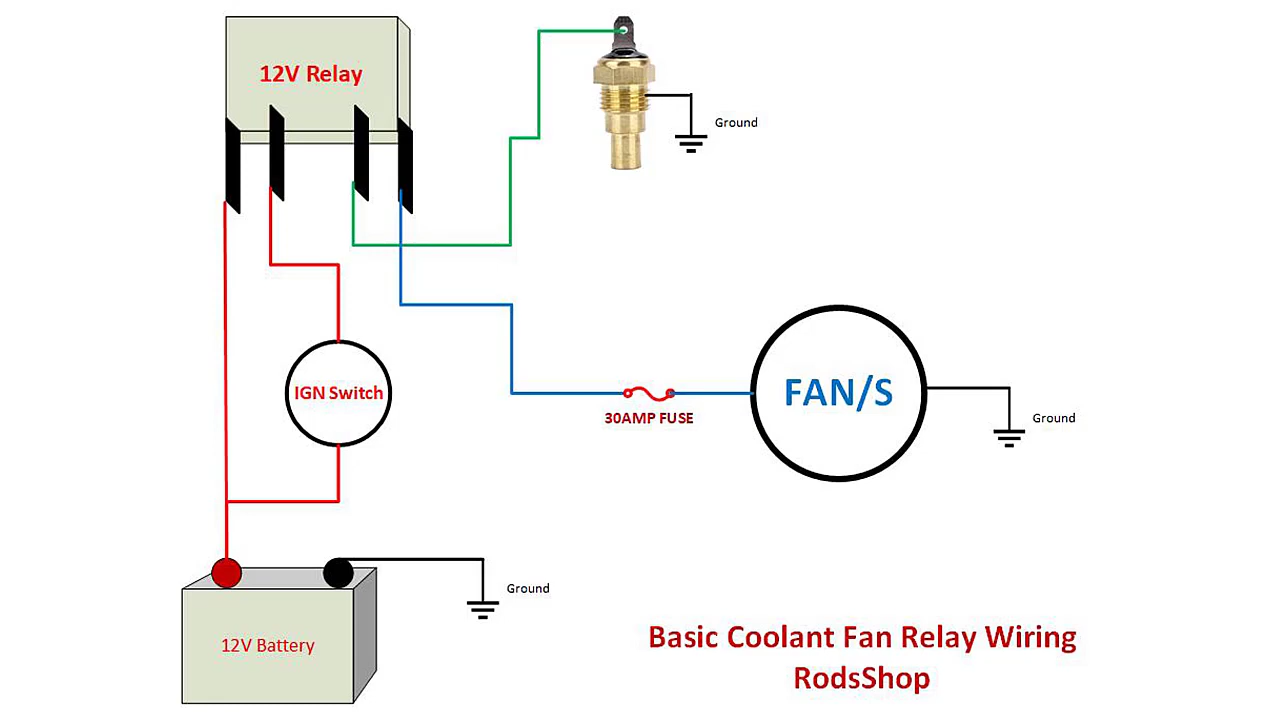 12V Relay
Ground
IGN Switch
FAN/S
30AMP FUSE
Ground
Ground
12V Battery
Basic Coolant Fan Relay Wiring
RodsShop